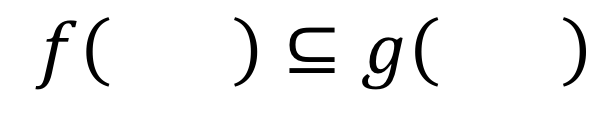 f(      ) ⊆ g(      )